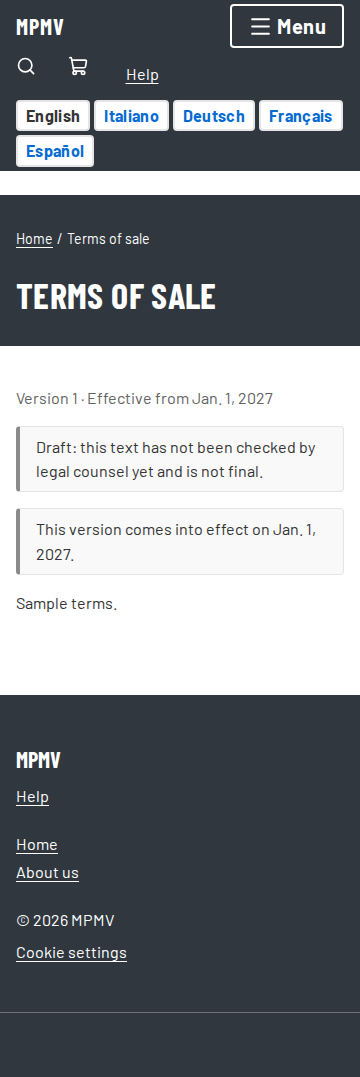 MPMV
Menu
Help
English Italiano Deutsch Français
Español
Home / Terms of sale
TERMS OF SALE
Version 1 · Effective from Jan. 1, 2027
Draft: this text has not been checked by
legal counsel yet and is not final.
This version comes into effect on Jan. 1,
2027.
Sample terms.
MPMV
Help
Home
About us
© 2026 MPMV
Cookie settings